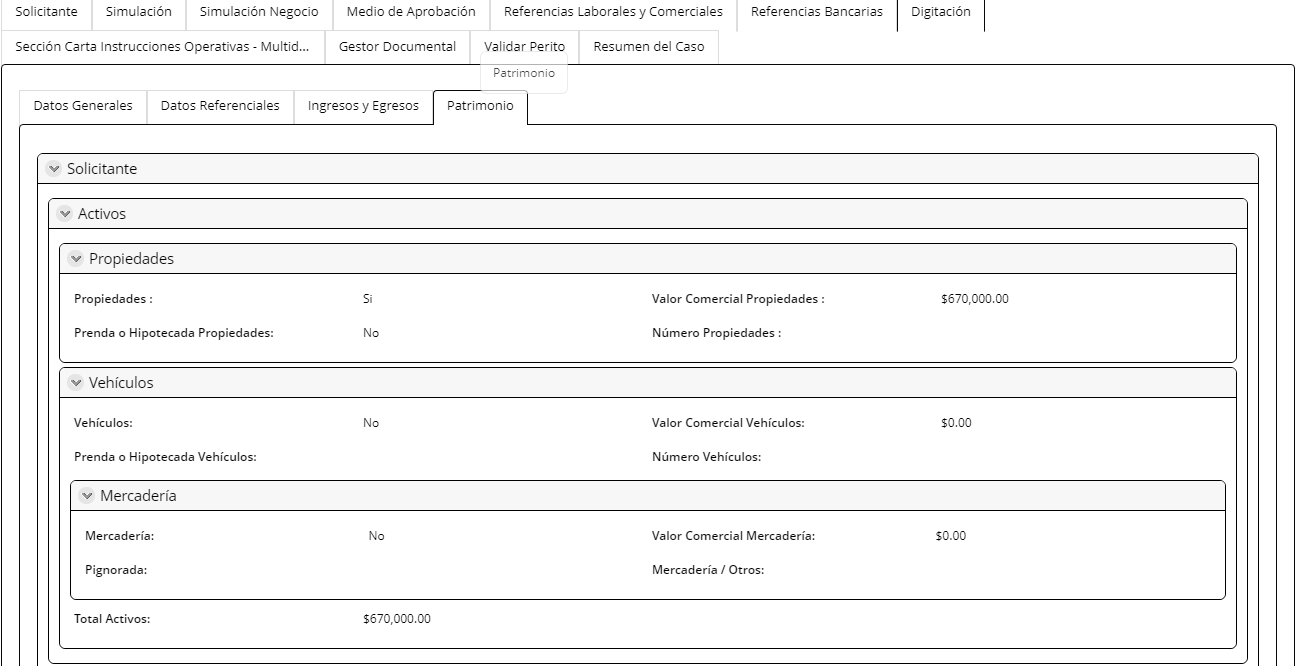 Solicitante Simulación Simulación Negocio Medio de Aprobación Referencias Laborales y Comerciales Referencias Bancarias Digitación
Sección Carta Instrucciones Operativas - Multid... Gestor Documental Validar Perito Resumen del Caso
Patrimonio
Datos Generales Datos Referenciales Ingresos y Egresos Patrimonio
Solicitante
Activos
Propiedades
Propiedades : Si Valor Comercial Propiedades : $670,000.00
Prenda o Hipotecada Propiedades: No Número Propiedades :
Vehículos
Vehículos: No Valor Comercial Vehículos: $0.00
Prenda o Hipotecada Vehículos: Número Vehículos:
Mercadería
Mercadería: No Valor Comercial Mercadería: $0.00
Pignorada: Mercadería / Otros:
Total Activos: $670,000.00